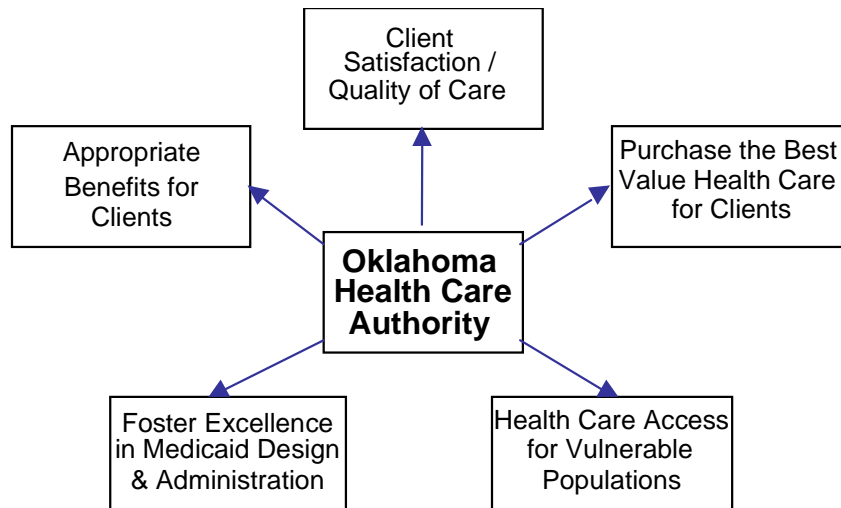 Client
Satisfaction /
Quality of Care
Appropriate
Benefits for
Clients
Purchase the Best
Value Health Care
for Clients
Oklahoma
Health Care
Authority
Foster Excellence
in Medicaid Design
& Administration
Health Care Access
for Vulnerable
Populations